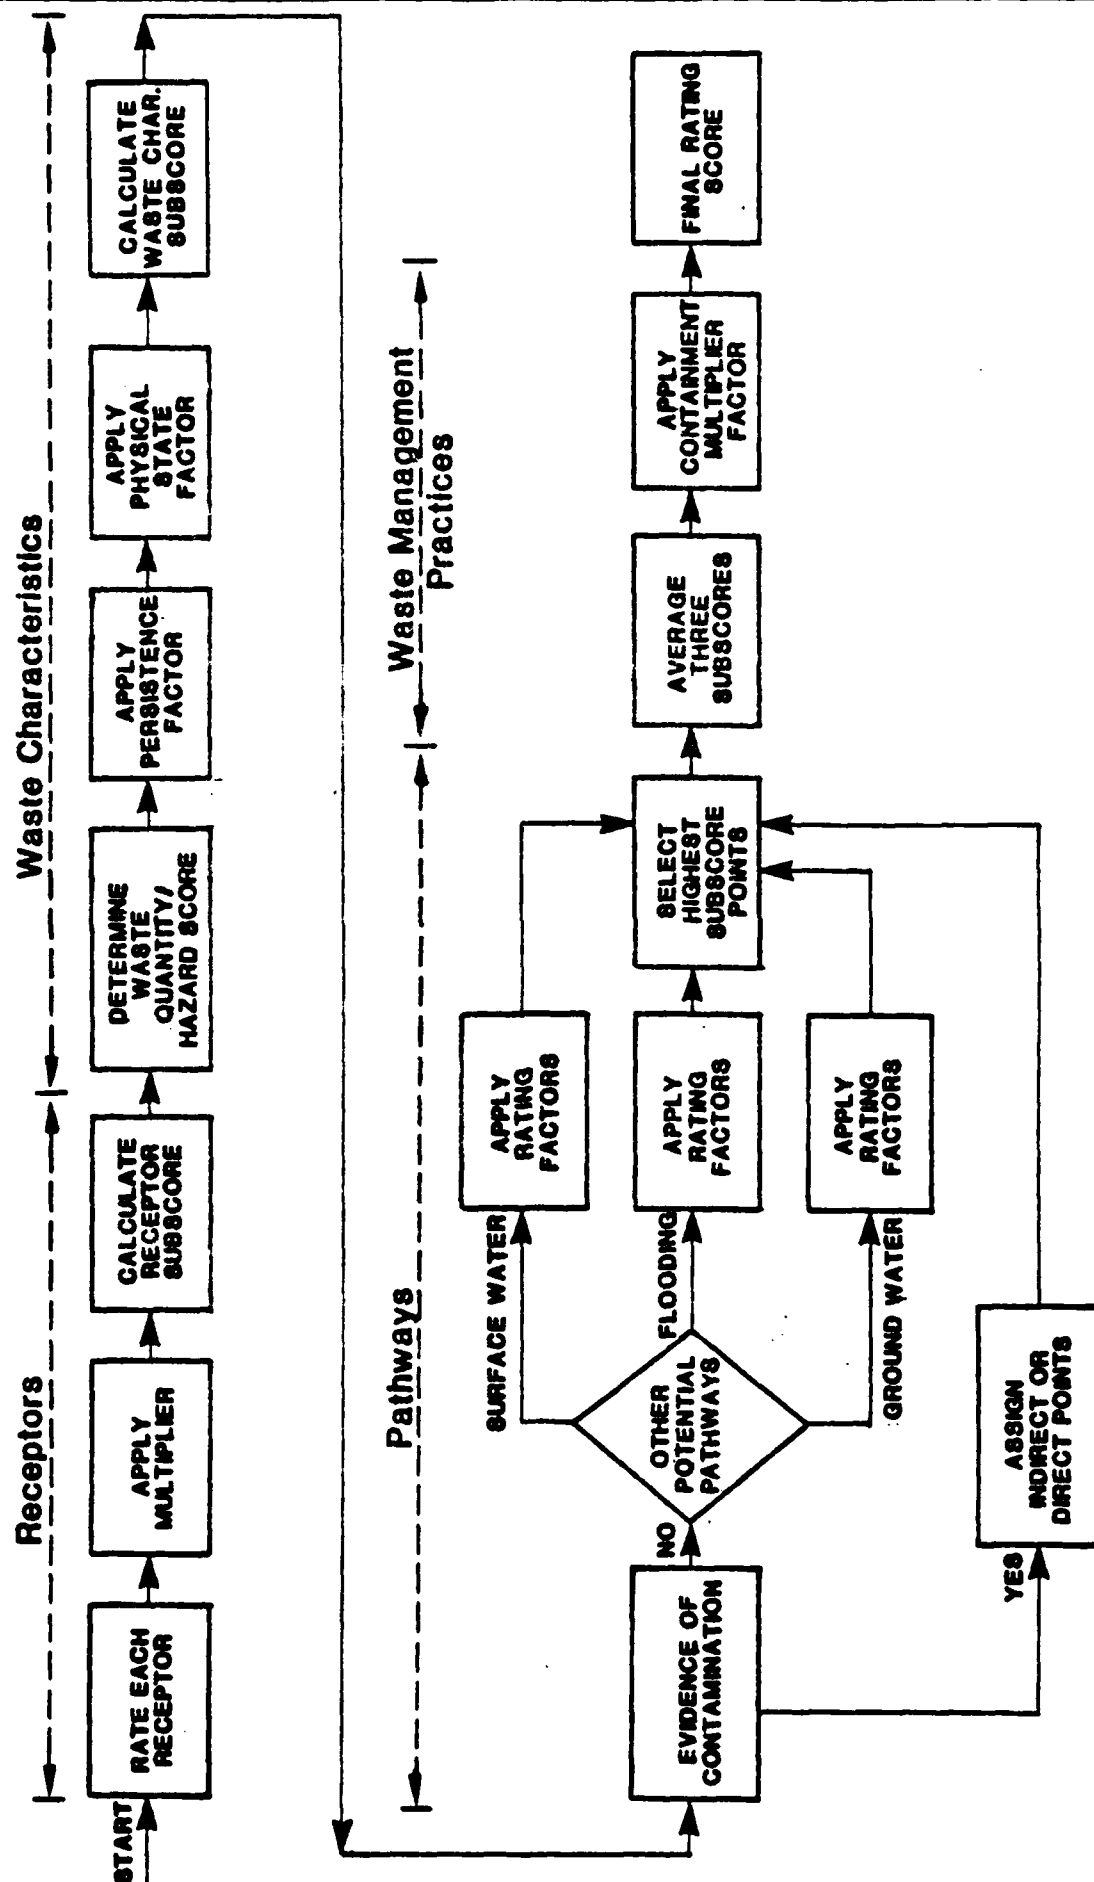 Receptors
Waste Characteristics
START
RATE EACH
RECEPTOR
APPLY
MULTIPLIER
CALCULATE
RECEPTOR
SUBSCORE
DETERMINE
WASTE
QUANTITY/
HAZARD SCORE
APPLY
PERSISTENCE
FACTOR
APPLY
PHYSICAL
STATE
FACTOR
CALCULATE
WASTE CHAR.
SUBSCORE
Pathways
Waste Management
Practices
EVIDENCE OF
CONTAMINATION
NO
YES
OTHER
POTENTIAL
PATHWAYS
SURFACE WATER
APPLY
RATING
FACTORS
FLOODING
APPLY
RATING
FACTORS
GROUND WATER
APPLY
RATING
FACTORS
ASSIGN
INDIRECT OR
DIRECT POINTS
SELECT
HIGHEST
SUBSCORE
POINTS
AVERAGE
THREE
SUBSCORES
APPLY
CONTAINMENT
MULTIPLIER
FACTOR
FINAL RATING
SCORE